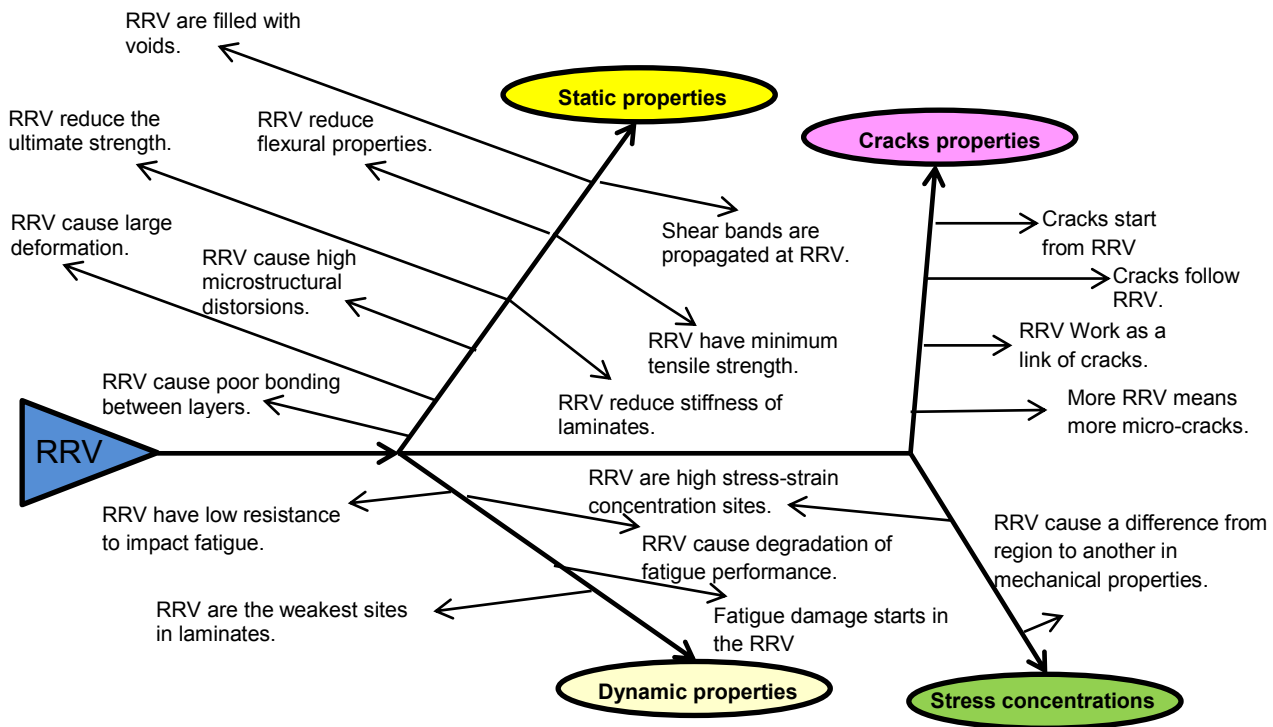 RRV are filled with
voids.
Static properties
RRV reduce the
ultimate strength.
RRV reduce
flexural properties.
Cracks properties
RRV cause large
deformation.
RRV cause high
microstructural
distorsions.
Shear bands are
propagated at RRV.
Cracks start
from RRV
Cracks follow
RRV.
RRV have minimum
tensile strength.
RRV Work as a
link of cracks.
RRV cause poor bonding
between layers.
RRV reduce stiffness of
laminates.
More RRV means
more micro-cracks.
RRV
RRV are high stress-strain
concentration sites.
RRV have low resistance
to impact fatigue.
RRV cause degradation of
fatigue performance.
RRV cause a difference from
region to another in
mechanical properties.
RRV are the weakest sites
in laminates.
Fatigue damage starts in
the RRV
Dynamic properties
Stress concentrations